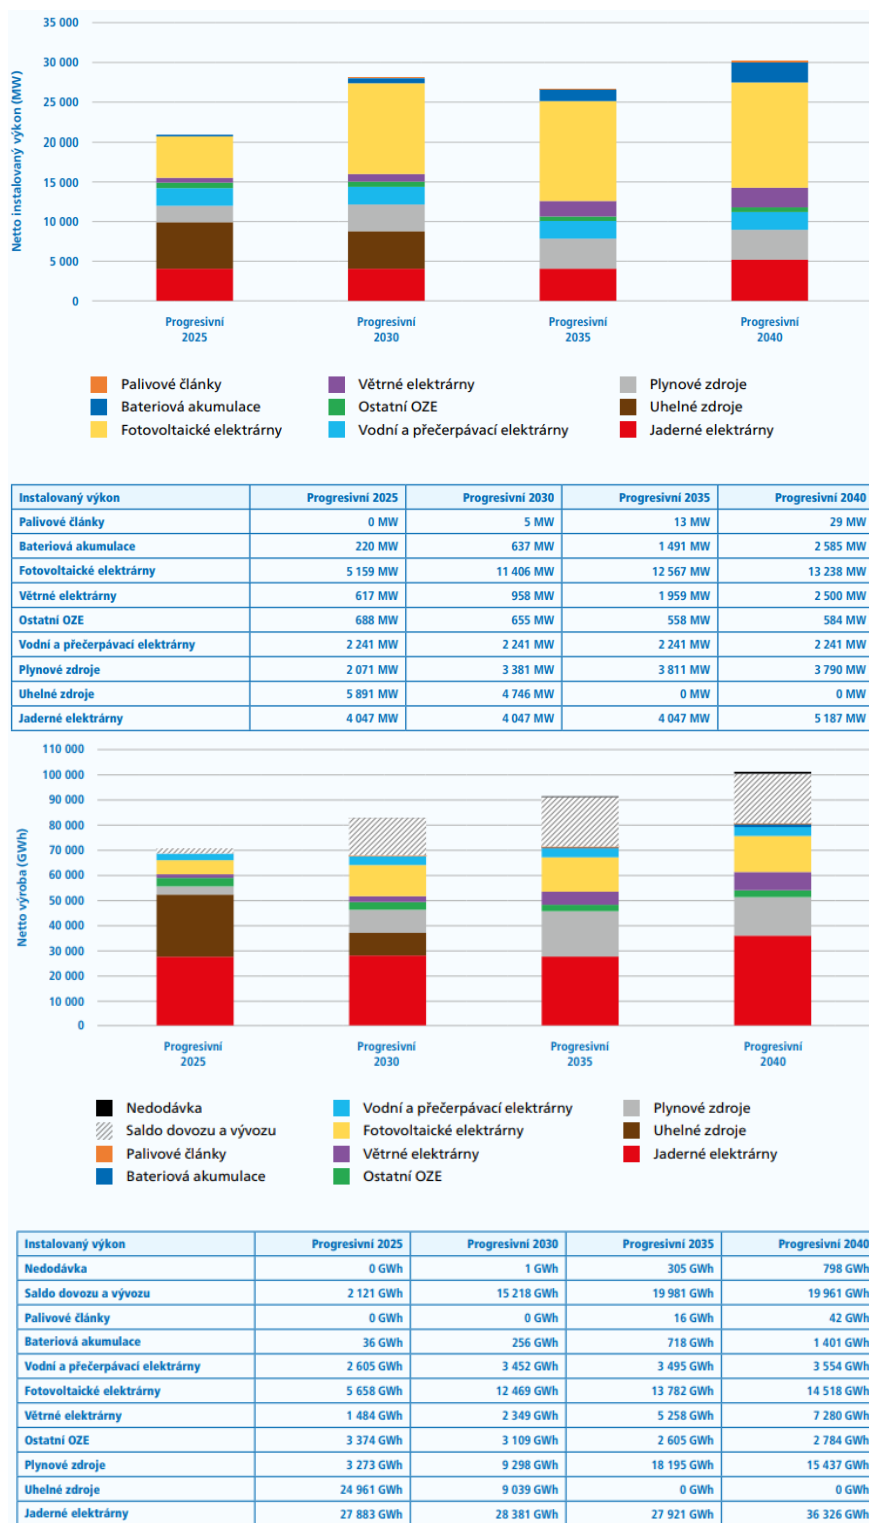 35 000
30 000
25 000
20 000
15 000
10 000
5 000
0
Netto instalovaný výkon (MW)
Progresivní 2025
Progresivní 2030
Progresivní 2035
Progresivní 2040
Palivové články
Bateriová akumulace
Fotovoltaické elektrárny
Větrné elektrárny
Ostatní OZE
Vodní a přečerpávací elektrárny
Plynové zdroje
Uhelné zdroje
Jaderné elektrárny
Instalovaný výkon Progresivní 2025 Progresivní 2030 Progresivní 2035 Progresivní 2040
Palivové články 0 MW 5 MW 13 MW 29 MW
Bateriová akumulace 220 MW 637 MW 1 491 MW 2 585 MW
Fotovoltaické elektrárny 5 159 MW 11 406 MW 12 567 MW 13 238 MW
Větrné elektrárny 617 MW 958 MW 1 959 MW 2 500 MW
Ostatní OZE 688 MW 655 MW 558 MW 584 MW
Vodní a přečerpávací elektrárny 2 241 MW 2 241 MW 2 241 MW 2 241 MW
Plynové zdroje 2 071 MW 3 381 MW 3 811 MW 3 790 MW
Uhelné zdroje 5 891 MW 4 746 MW 0 MW 0 MW
Jaderné elektrárny 4 047 MW 4 047 MW 4 047 MW 5 187 MW
110 000
100 000
90 000
80 000
70 000
60 000
50 000
40 000
30 000
20 000
10 000
0
Netto výroba (GWh)
Progresivní 2025
Progresivní 2030
Progresivní 2035
Progresivní 2040
Nedodávka
Saldo dovozu a vývozu
Palivové články
Bateriová akumulace
Vodní a přečerpávací elektrárny
Fotovoltaické elektrárny
Větrné elektrárny
Ostatní OZE
Plynové zdroje
Uhelné zdroje
Jaderné elektrárny
Instalovaný výkon Progresivní 2025 Progresivní 2030 Progresivní 2035 Progresivní 2040
Nedodávka 0 GWh 1 GWh 305 GWh 798 GWh
Saldo dovozu a vývozu 2 121 GWh 15 218 GWh 19 981 GWh 19 961 GWh
Palivové články 0 GWh 0 GWh 16 GWh 42 GWh
Bateriová akumulace 36 GWh 256 GWh 718 GWh 1 401 GWh
Vodní a přečerpávací elektrárny 2 605 GWh 3 452 GWh 3 495 GWh 3 554 GWh
Fotovoltaické elektrárny 5 658 GWh 12 469 GWh 13 782 GWh 14 518 GWh
Větrné elektrárny 1 484 GWh 2 349 GWh 5 258 GWh 7 280 GWh
Ostatní OZE 3 374 GWh 3 109 GWh 2 605 GWh 2 784 GWh
Plynové zdroje 3 273 GWh 9 298 GWh 18 195 GWh 15 437 GWh
Uhelné zdroje 24 961 GWh 9 039 GWh 0 GWh 0 GWh
Jaderné elektrárny 27 883 GWh 28 381 GWh 27 921 GWh 36 326 GWh